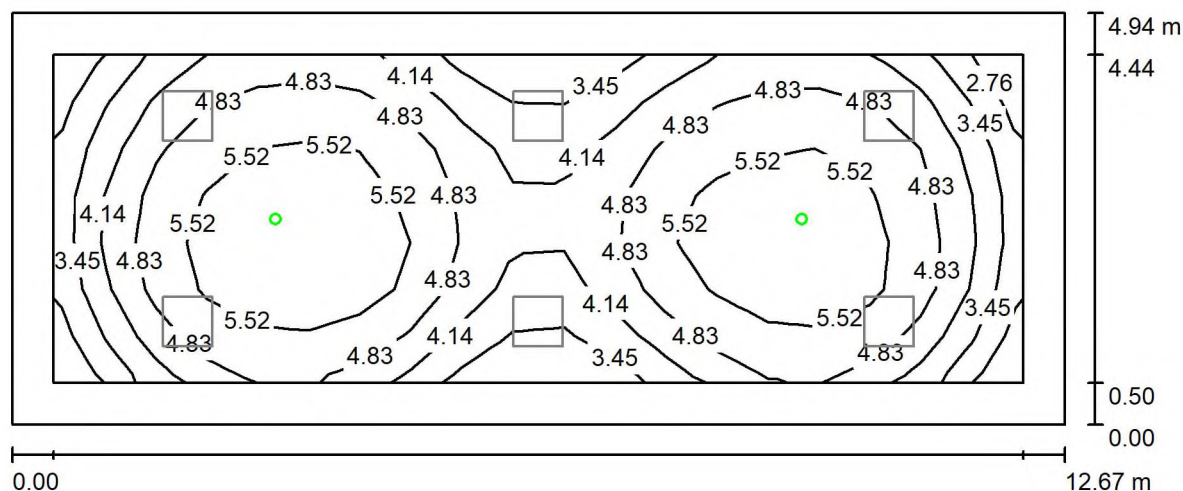 4.94 m
4.83 4.14 4.83 2.76 4.44
4.83 3.45 4.83
4.83 4.83 3.45
5.52 5.52 4.14 5.52 5.52
5.52 4.83 4.83 4.83
4.14 5.52 5.52
3.45 4.83 4.83 4.83
4.83 4.14 3.45
5.52 4.14 4.83 5.52
4.83 4.83 3.45 4.83
0.50
0.00
0.00 12.67 m